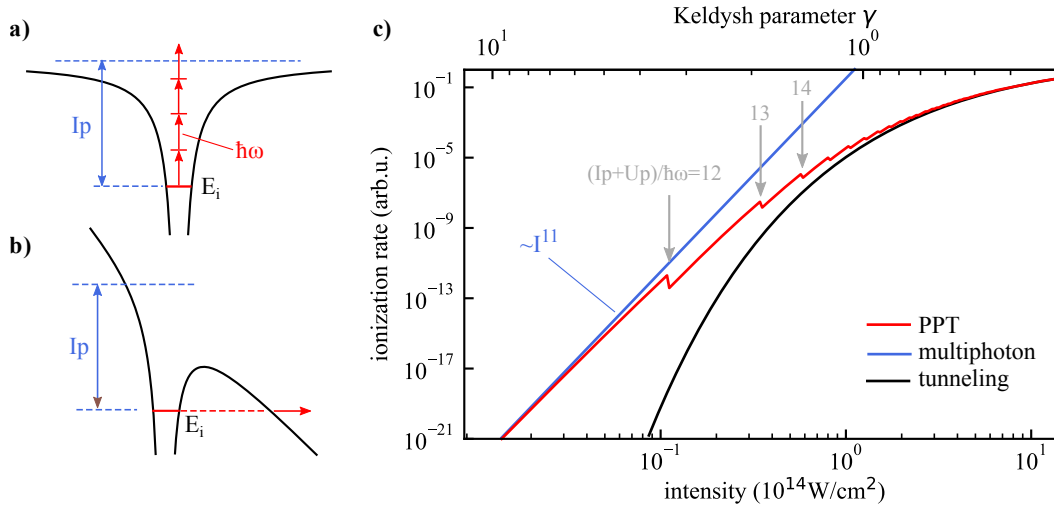 a)
Ip
ħω
E_i
b)
Ip
E_i
c)
Keldysh parameter γ
10^1
10^0
ionization rate (arb.u.)
10^−1
10^−5
10^−9
10^−13
10^−17
10^−21
14
13
(Ip+Up)/ħω=12
~I^11
PPT
multiphoton
tunneling
10^−1
10^0
10^1
intensity (10^14W/cm^2)